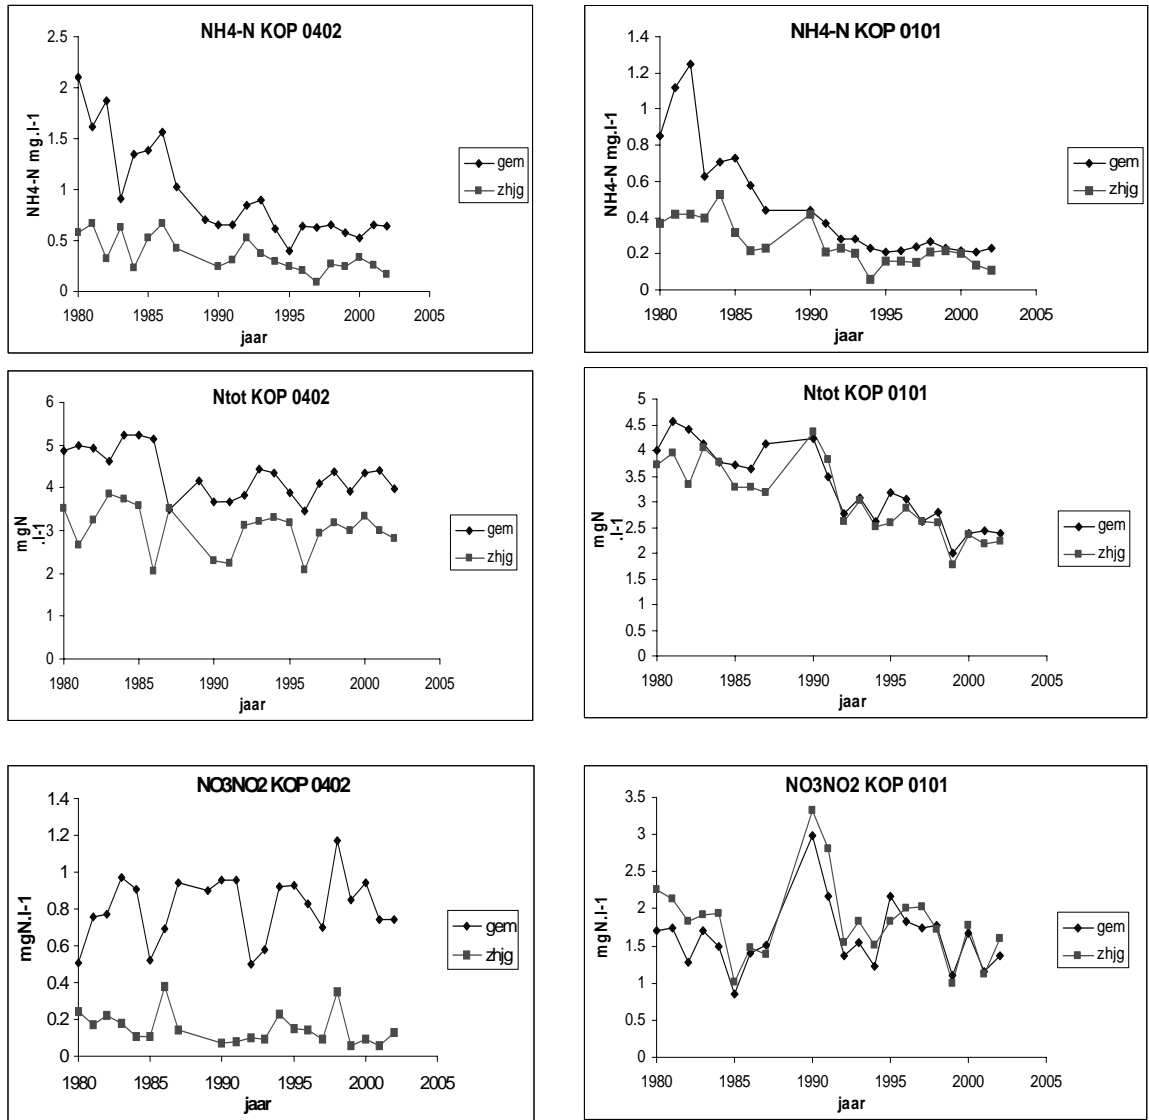 NH4-N KOP 0402
2.5
2
1.5
1
0.5
0
NH4-N mg.l-1
1980 1985 1990 1995 2000 2005
jaar
gem
zhjg
NH4-N KOP 0101
1.4
1.2
1
0.8
0.6
0.4
0.2
0
NH4-N mg.l-1
1980 1985 1990 1995 2000 2005
jaar
gem
zhjg
Ntot KOP 0402
6
5
4
3
2
1
0
mgN
.l-1
1980 1985 1990 1995 2000 2005
jaar
gem
zhjg
Ntot KOP 0101
5
4.5
4
3.5
3
2.5
2
1.5
1
0.5
0
mgN
.l-1
1980 1985 1990 1995 2000 2005
jaar
gem
zhjg
NO3NO2 KOP 0402
1.4
1.2
1
0.8
0.6
0.4
0.2
0
mgN.l-1
1980 1985 1990 1995 2000 2005
jaar
gem
zhjg
NO3NO2 KOP 0101
3.5
3
2.5
2
1.5
1
0.5
0
mgN.l-1
1980 1985 1990 1995 2000 2005
jaar
gem
zhjg